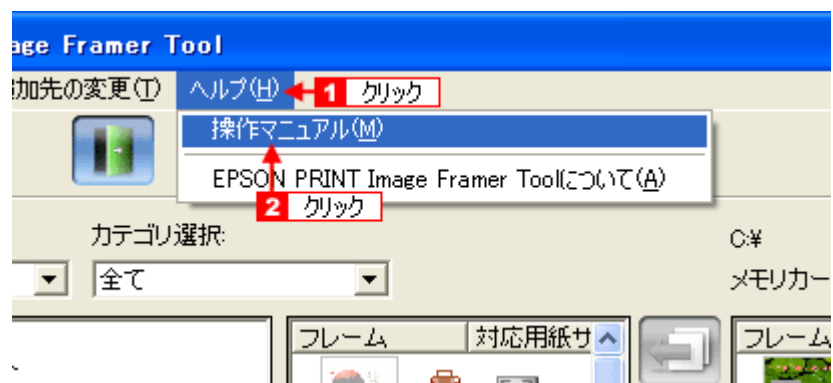 age Framer Tool
追加先の変更(T) ヘルプ(H) 1 クリック
操作マニュアル(M)
EPSON PRINT Image Framer Toolについて(A)
2 クリック
カテゴリ選択: C:¥
全て メモリカー
フレーム 対応用紙サ フレーム